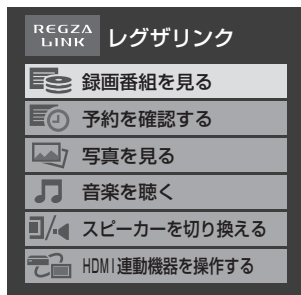 REGZA
LINK
レグザリンク
録画番組を見る
予約を確認する
写真を見る
音楽を聴く
スピーカーを切り換える
HDMI連動機器を操作する